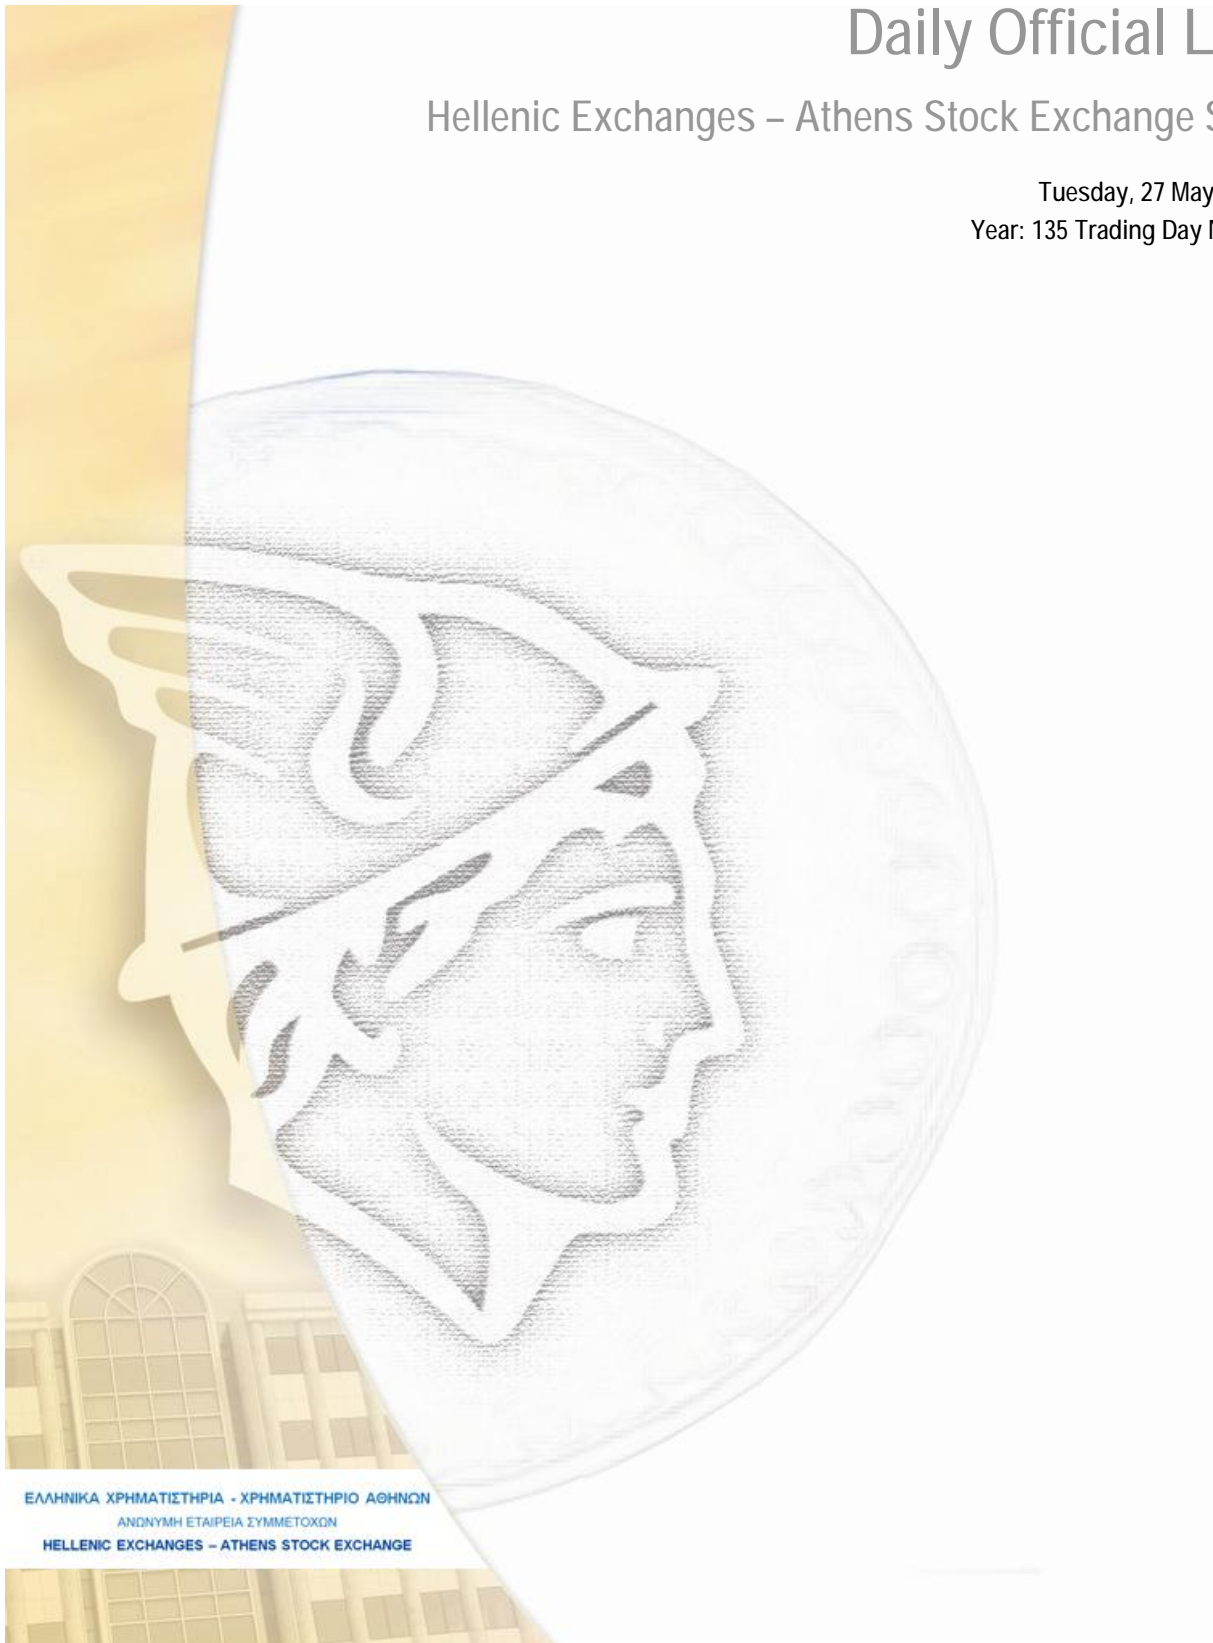 Daily Official L
Hellenic Exchanges – Athens Stock Exchange S
Tuesday, 27 May
Year: 135 Trading Day N
ΕΛΛΗΝΙΚΑ ΧΡΗΜΑΤΙΣΤΗΡΙΑ - ΧΡΗΜΑΤΙΣΤΗΡΙΟ ΑΘΗΝΩΝ
ΑΝΩΝΥΜΗ ΕΤΑΙΡΕΙΑ ΣΥΜΜΕΤΟΧΩΝ
HELLENIC EXCHANGES – ATHENS STOCK EXCHANGE